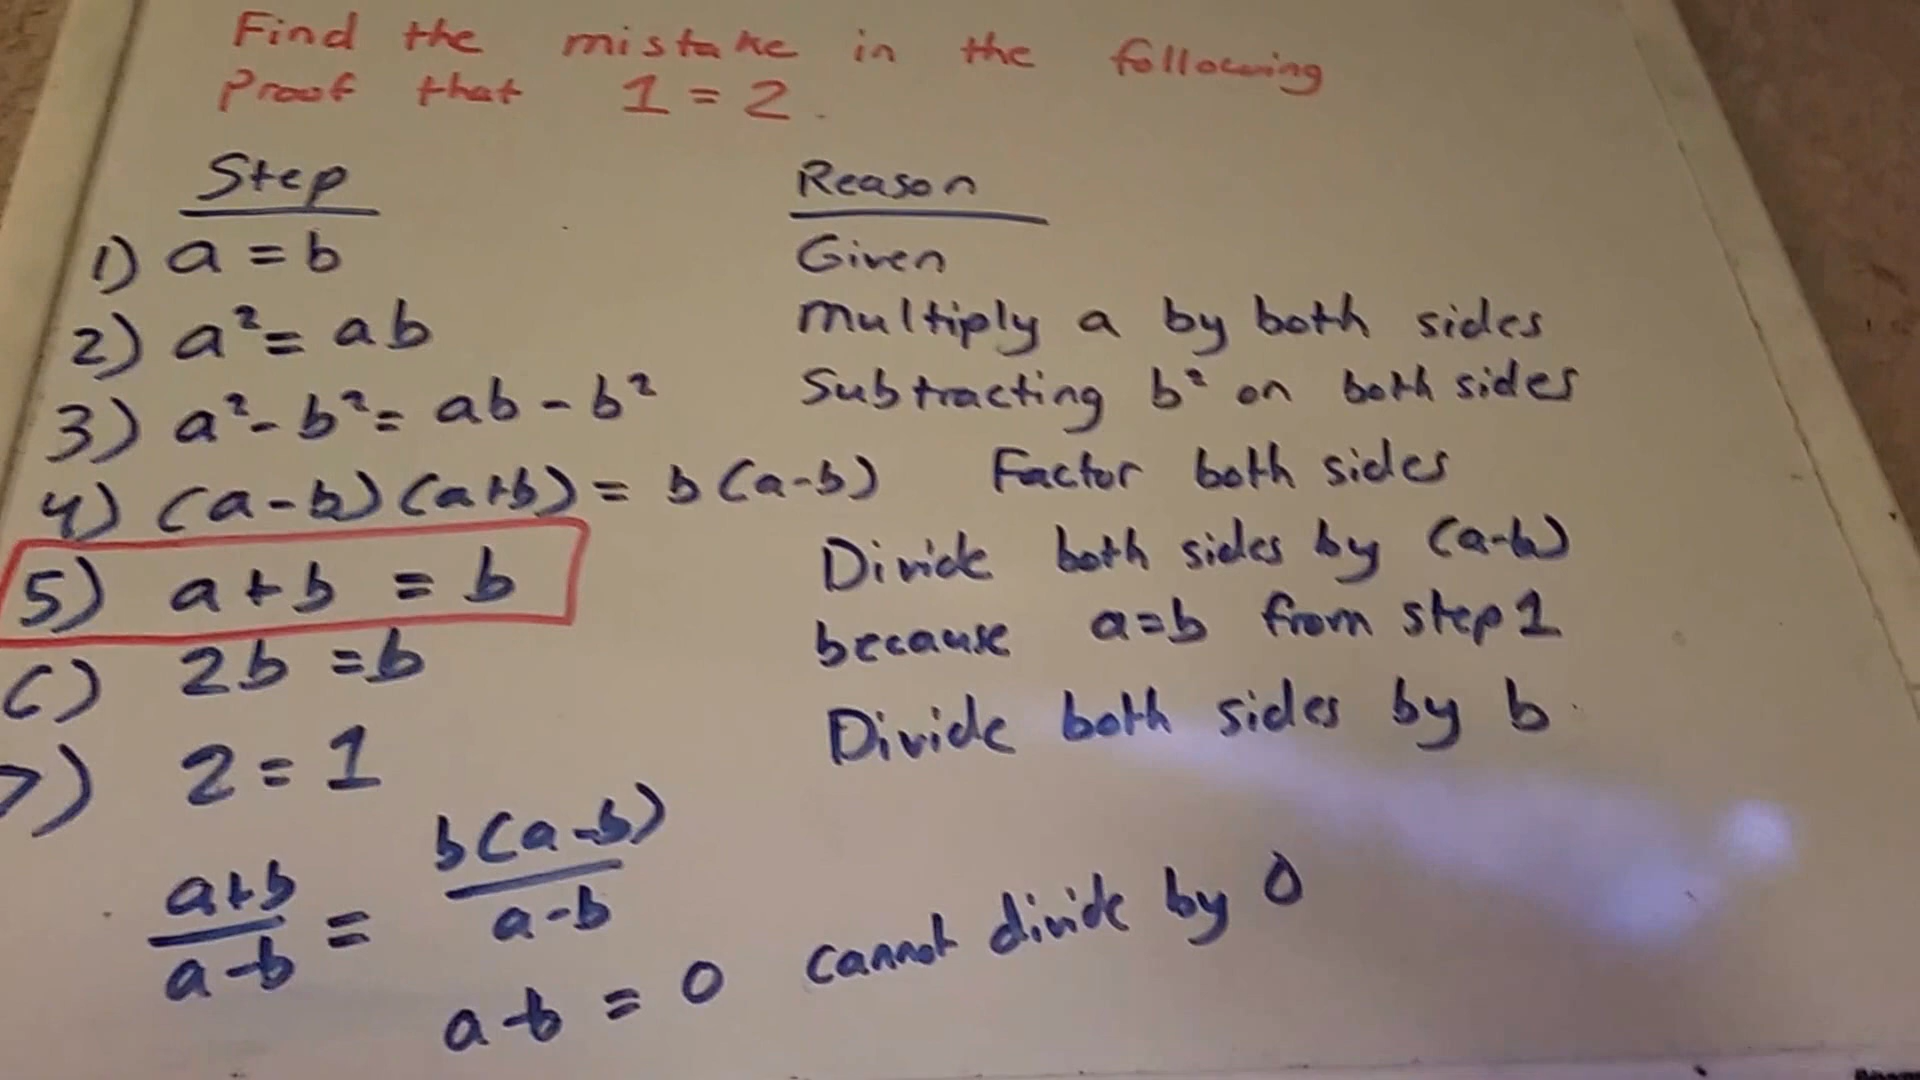 Find the mistake in the following
Proof that 1 = 2.
Step Reason
1) a = b Given
2) a² = ab multiply a by both sides
3) a² - b² = ab - b² Subtracting b² on both sides
4) (a-b)(a+b) = b(a-b) Factor both sides
5) a + b = b Divide both sides by (a-b)
6) 2b = b because a=b from step 1
7) 2 = 1 Divide both sides by b
a+b/a-b = b(a-b)/a-b
a-b = 0 cannot divide by 0